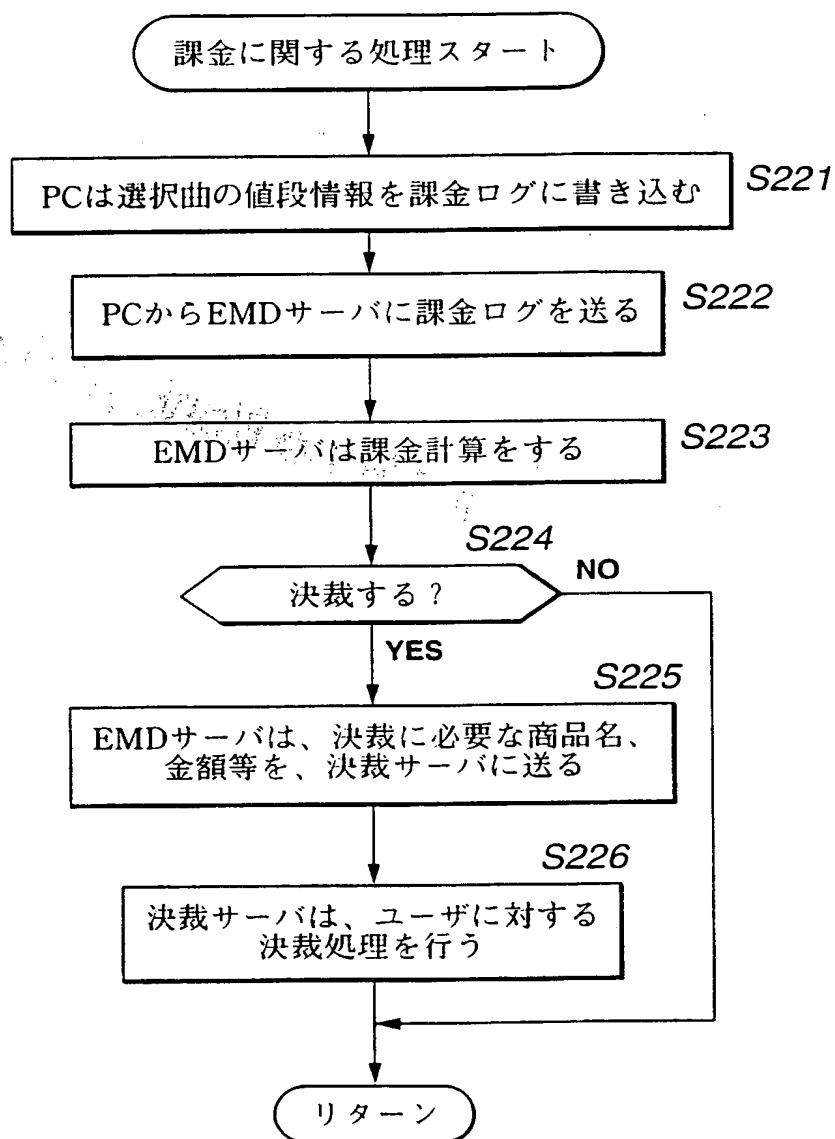 課金に関する処理スタート
PCは選択曲の値段情報を課金ログに書き込む
S221
PCからEMDサーバに課金ログを送る
S222
EMDサーバは課金計算をする
S223
S224
決裁する?
NO
YES
S225
EMDサーバは、決裁に必要な商品名、
金額等を、決裁サーバに送る
S226
決裁サーバは、ユーザに対する
決裁処理を行う
リターン